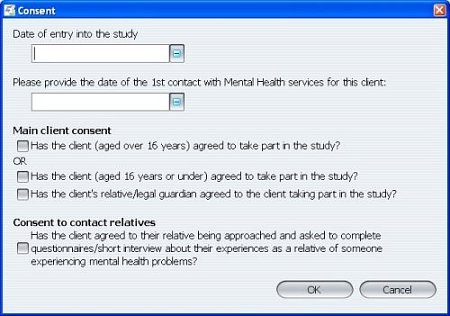 Consent
Date of entry into the study
Please provide the date of the 1st contact with Mental Health services for this client:
Main client consent
Has the client (aged over 16 years) agreed to take part in the study?
OR
Has the client (aged 16 years or under) agreed to take part in the study?
Has the client's relative/legal guardian agreed to the client taking part in the study?
Consent to contact relatives
Has the client agreed to their relative being approached and asked to complete
questionnaires/short interview about their experiences as a relative of someone
experiencing mental health problems?
OK Cancel